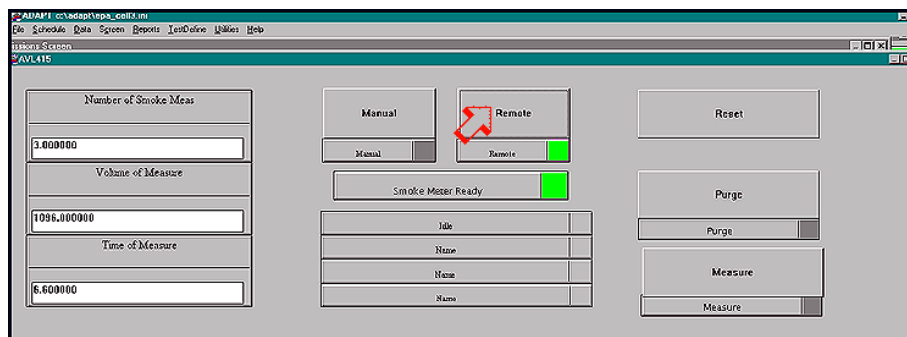 ADAPT c:\adapt\epa_cell3.ini
File Schedule Data Screen Reports TestDefine Utilities Help
issions Screen
AVL415
Number of Smoke Meas
3.000000
Volume of Measure
1096.000000
Time of Measure
6.600000
Manual
Manual
Remote
Remote
Smoke Meter Ready
Idle
Name
Name
Name
Reset
Purge
Purge
Measure
Measure